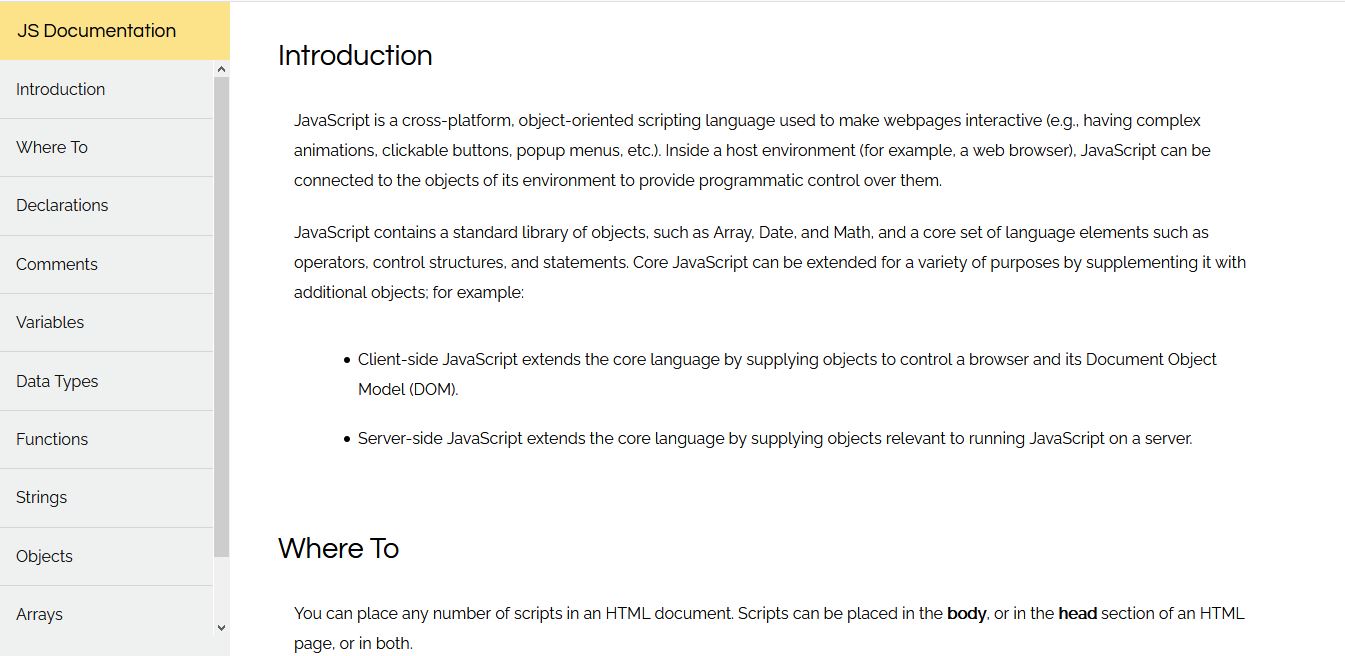 JS Documentation
Introduction
Where To
Declarations
Comments
Variables
Data Types
Functions
Strings
Objects
Arrays
Introduction
JavaScript is a cross-platform, object-oriented scripting language used to make webpages interactive (e.g., having complex
animations, clickable buttons, popup menus, etc.). Inside a host environment (for example, a web browser), JavaScript can be
connected to the objects of its environment to provide programmatic control over them.
JavaScript contains a standard library of objects, such as Array, Date, and Math, and a core set of language elements such as
operators, control structures, and statements. Core JavaScript can be extended for a variety of purposes by supplementing it with
additional objects; for example:
• Client-side JavaScript extends the core language by supplying objects to control a browser and its Document Object
Model (DOM).
• Server-side JavaScript extends the core language by supplying objects relevant to running JavaScript on a server.
Where To
You can place any number of scripts in an HTML document. Scripts can be placed in the body, or in the head section of an HTML
page, or in both.